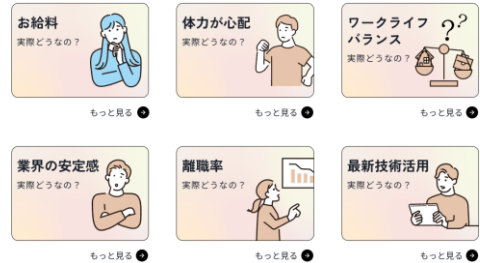 お給料
実際どうなの？
もっと見る
体力が心配
実際どうなの？
もっと見る
ワークライフ
バランス
実際どうなの？
??
もっと見る
業界の安定感
実際どうなの？
もっと見る
離職率
実際どうなの？
もっと見る
最新技術活用
実際どうなの？
もっと見る